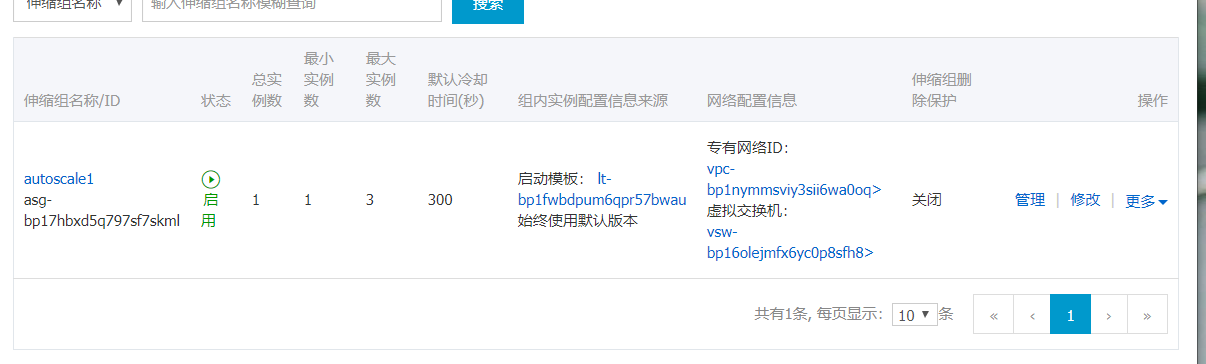 伸缩组名称 ▼ 输入伸缩组名称模糊查询 搜索
伸缩组名称/ID 状态 总实例数 最小实例数 最大实例数 默认冷却时间(秒) 组内实例配置信息来源 网络配置信息 伸缩组删除保护 操作
autoscale1
asg-
bp17hbxd5q797sf7skml
启
用
1
1
3
300
启动模板： lt-
bp1fwbdpum6qpr57bwau
始终使用默认版本
专有网络ID：
vpc-
bp1nymmsviy3sii6wa0oq>
虚拟交换机：
vsw-
bp16olejmfx6yc0p8sfh8>
关闭
管理 | 修改 | 更多
共有1条, 每页显示： 10 ▼ 条 « ‹ 1 › »